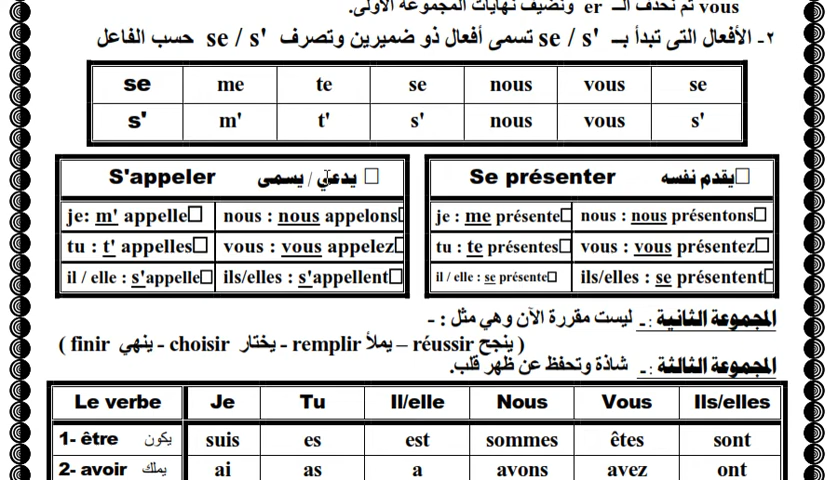 vous ثم نحذف الـــ er ونضيف نهايات المجموعة الأولى.
٢- الأفعال التى تبدأ بـــ se / s' تسمى أفعال ذو ضميرين وتصرف se / s' حسب الفاعل
se me te se nous vous se
s' m' t' s' nous vous s'
S'appeler يدعي / يسمى
je: m' appelle nous : nous appelons
tu : t' appelles vous : vous appelez
il / elle : s'appelle ils/elles : s'appellent
Se présenter يقدم نفسه
je : me présente nous : nous présentons
tu : te présentes vous : vous présentez
il / elle : se présente ils/elles : se présentent
المجموعة الثانية :ـ ليست مقررة الآن وهي مثل : -
( finir ينهي - choisir يختار - remplir يملأ – réussir ينجح )
المجموعة الثالثة :ـ شاذة وتحفظ عن ظهر قلب.
Le verbe Je Tu Il/elle Nous Vous Ils/elles
1- être يكون suis es est sommes êtes sont
2- avoir يملك ai as a avons avez ont